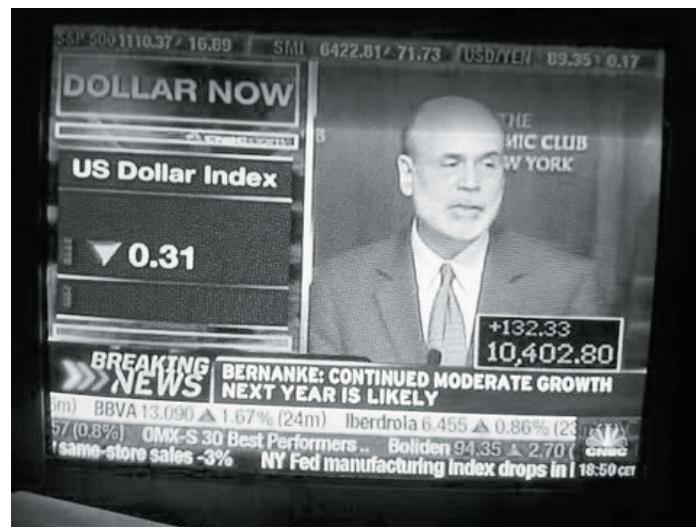 S&P 500 1110.37 16.89 SMI 6422.81 71.73 USD/YEN 89.35 0.17
DOLLAR NOW
US Dollar Index
▼ 0.31
THE
MIC CLUB
W YORK
+132.33
10,402.80
BREAKING NEWS
BERNANKE: CONTINUED MODERATE GROWTH
NEXT YEAR IS LIKELY
m) BBVA 13.090 ▲ 1.67% (24m) Iberdrola 6.455 ▲ 0.86% (23
57 (0.8%) OMX-S 30 Best Performers .. Boliden 94.35 ▲ 2.70 (
CNBC
same-store sales -3% NY Fed manufacturing index drops in 18:50 CET